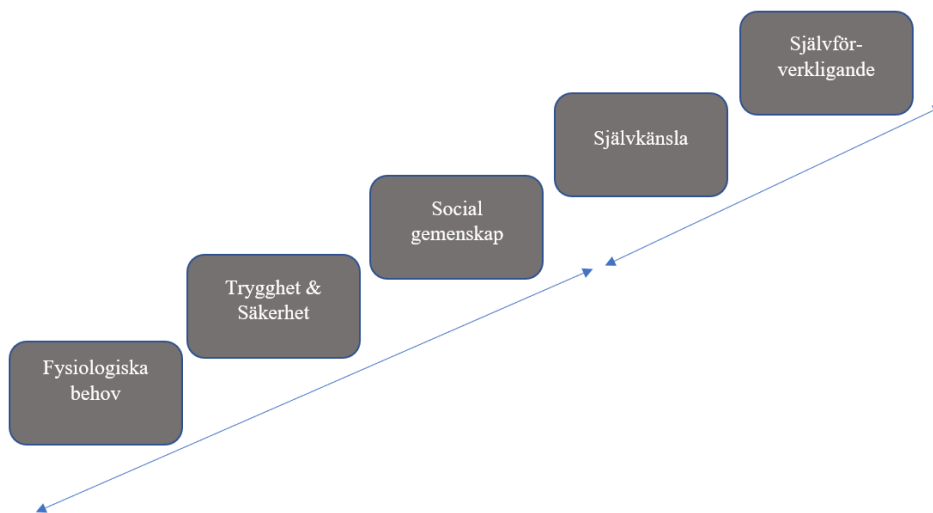 Självför-
verkligande
Självkänsla
Social
gemenskap
Trygghet &
Säkerhet
Fysiologiska
behov